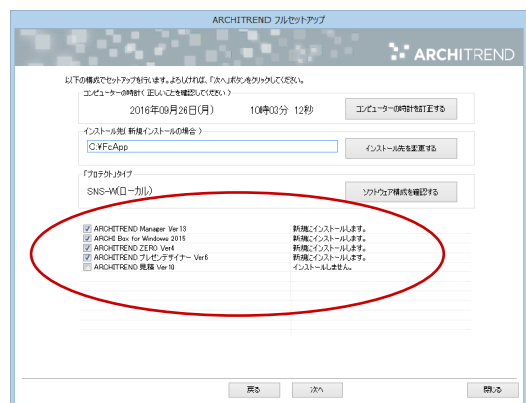 ARCHITREND フルセットアップ
ARCHITREND
以下の構成でセットアップを行います。よろしければ、「次へ」ボタンをクリックしてください。
コンピューターの時計( 正しいことを確認してください )
2016年09月26日(月) 10時03分 12秒 コンピューターの時計を訂正する
インストール先( 新規インストールの場合 )
C:¥FcApp インストール先を変更する
「プロテクト」タイプ
SNS-W(ローカル) ソフトウェア構成を確認する
ARCHITREND Manager Ver13 新規にインストールします。
ARCHI Box for Windows 2015 新規にインストールします。
ARCHITREND ZERO Ver4 新規にインストールします。
ARCHITREND プレゼンデザイナー Ver6 新規にインストールします。
ARCHITREND 見積 Ver10 インストールしません。
戻る 次へ 閉じる